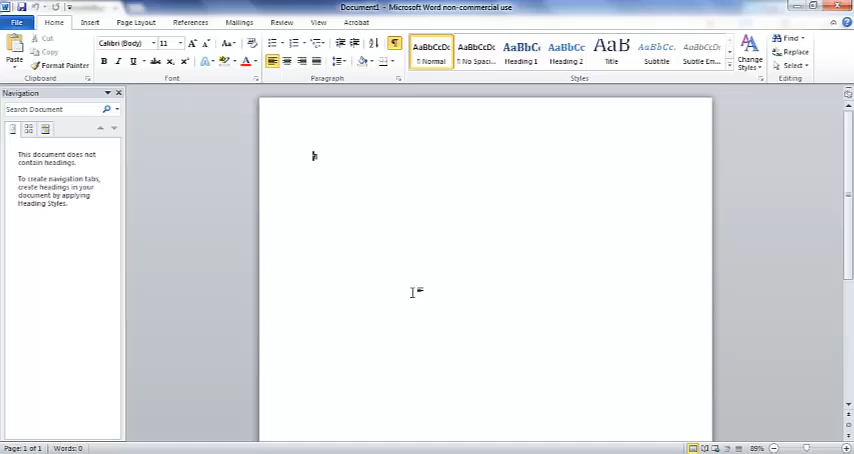 Document1 - Microsoft Word non-commercial use
File Home Insert Page Layout References Mailings Review View Acrobat
Paste
Cut
Copy
Format Painter
Clipboard
Calibri (Body) 11
Font
Paragraph
AaBbCcDc AaBbCcDc AaBbC AaBbCc AaB AaBbCc. AaBbCcDc
¶ Normal ¶ No Spaci... Heading 1 Heading 2 Title Subtitle Subtle Em...
Styles
Change Styles
Find
Replace
Select
Editing
Navigation
Search Document
This document does not
contain headings.
To create navigation tabs,
create headings in your
document by applying
Heading Styles.
Page: 1 of 1 Words: 0 89%